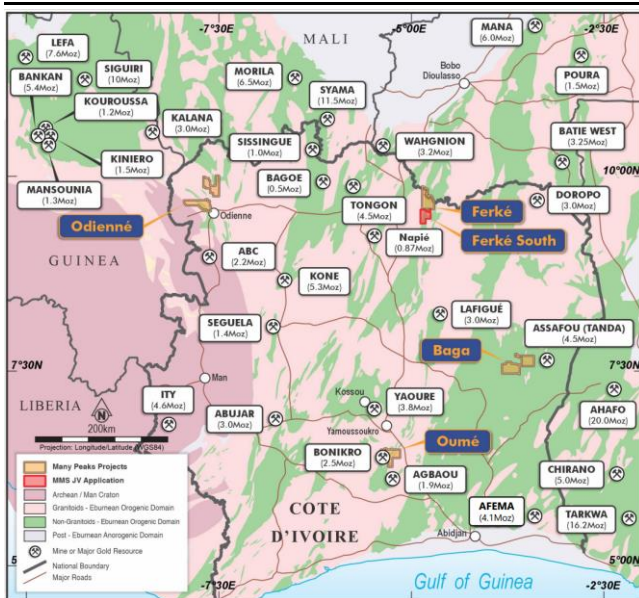 -7°30E
-5°00E
-2°30E
MALI
MANA
(6.0Moz)
LEFA
(7.6Moz)
SIGUIRI
(10Moz)
BANKAN
(5.4Moz)
MORILA
(6.5Moz)
Bobo
Dioulasso
POURA
(1.5Moz)
KOUROUSSA
(1.2Moz)
SYAMA
(11.5Moz)
KALANA
(3.0Moz)
SISSINGUE
(1.0Moz)
WAHGNION
(3.2Moz)
BATIE WEST
(3.25Moz)
KINIERO
(1.5Moz)
10°00N
10°00N
BAGOE
(0.5Moz)
MANSOUNIA
(1.3Moz)
TONGON
(4.5Moz)
DOROPO
(3.0Moz)
Odienné
Odienne
Ferké
Ferké South
Napié
(0.87Moz)
GUINEA
ABC
(2.2Moz)
KONE
(5.3Moz)
LAFIGUÉ
(3.0Moz)
SEGUELA
(1.4Moz)
ASSAFOU (TANDA)
(4.5Moz)
Baga
7°30N
7°30N
Man
LIBERIA
ITY
(4.6Moz)
Kossou
YAOURE
(3.8Moz)
AHAFO
(20.0Moz)
ABUJAR
(3.0Moz)
Yamoussoukro
Oumé
N
200km
Projection: Longitude/Latitude (WGS84)
BONIKRO
(2.5Moz)
AGBAOU
(1.9Moz)
CHIRANO
(5.0Moz)
Many Peaks Projects
MMS JV Application
Archean / Man Craton
Granitoids - Eburnean Orogenic Domain
Non-Granitoids - Eburnean Orogenic Domain
Post - Eburnean Anorogenic Domain
Mine or Major Gold Resource
National Boundary
Major Roads
COTE
D'IVOIRE
AFEMA
(4.1Moz)
TARKWA
(16.2Moz)
Abidjan
5°00N
Gulf of Guinea
-7°30E
-5°00E
-2°30E